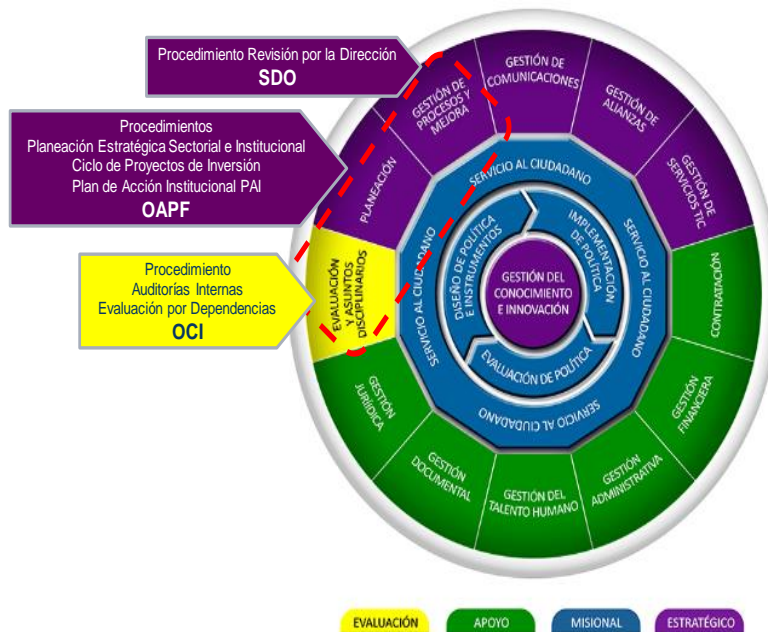 Procedimiento Revisión por la Dirección
SDO
Procedimientos
Planeación Estratégica Sectorial e Institucional
Ciclo de Proyectos de Inversión
Plan de Acción Institucional PAI
OAPF
Procedimiento
Auditorías Internas
Evaluación por Dependencias
OCI
GESTIÓN DE
PROCESOS Y
MEJORA
GESTIÓN DE
COMUNICACIONES
GESTIÓN DE
ALIANZAS
GESTIÓN DE
SERVICIOS TIC
CONTRATACIÓN
GESTIÓN
FINANCIERA
GESTIÓN
ADMINISTRATIVA
GESTIÓN DEL
TALENTO HUMANO
GESTIÓN
DOCUMENTAL
GESTIÓN
JURÍDICA
EVALUACIÓN
Y ASUNTOS
DISCIPLINARIOS
PLANEACIÓN
SERVICIO AL CIUDADANO
SERVICIO AL CIUDADANO
SERVICIO AL CIUDADANO
SERVICIO AL CIUDADANO
DISEÑO DE POLÍTICA
E INSTRUMENTOS
IMPLEMENTACIÓN
DE POLÍTICA
EVALUACIÓN DE POLÍTICA
GESTIÓN DEL
CONOCIMIENTO
E INNOVACIÓN
EVALUACIÓN
APOYO
MISIONAL
ESTRATÉGICO